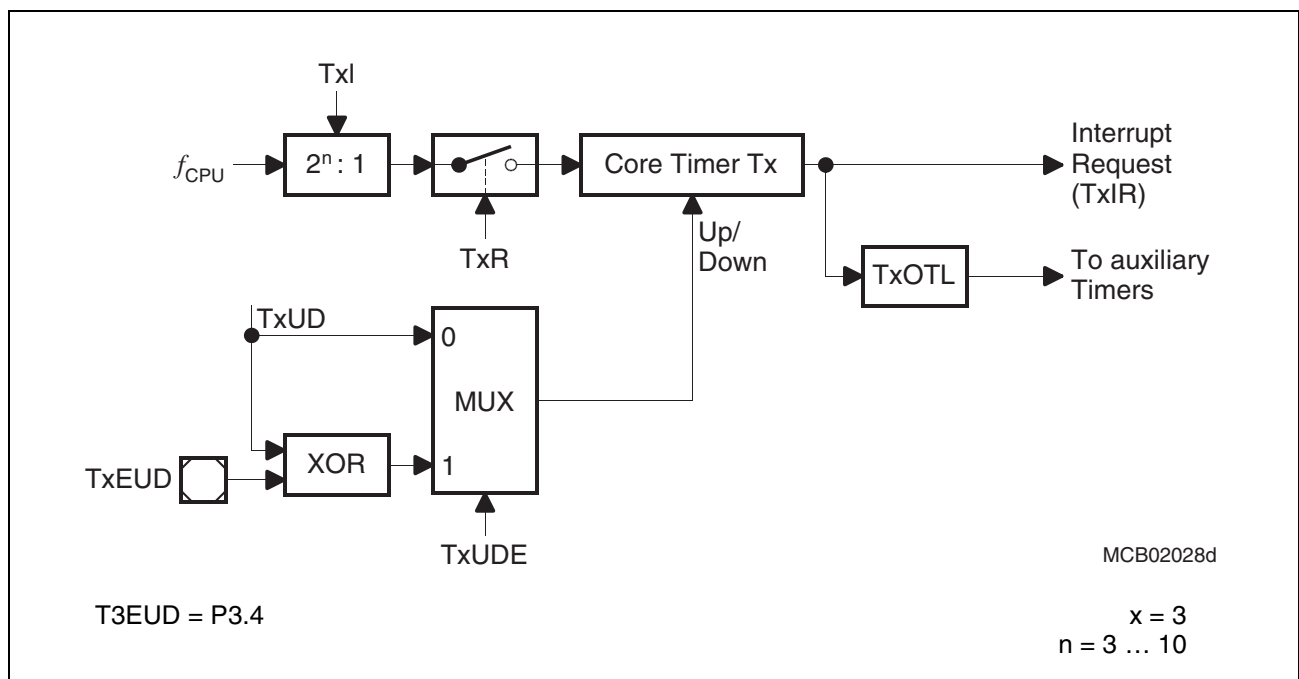 TxI
fCPU
2ⁿ : 1
Core Timer Tx
Interrupt
Request
(TxIR)
TxR
Up/
Down
TxOTL
To auxiliary
Timers
TxUD
0
MUX
1
XOR
TxEUD
TxUDE
MCB02028d
T3EUD = P3.4
x = 3
n = 3 … 10